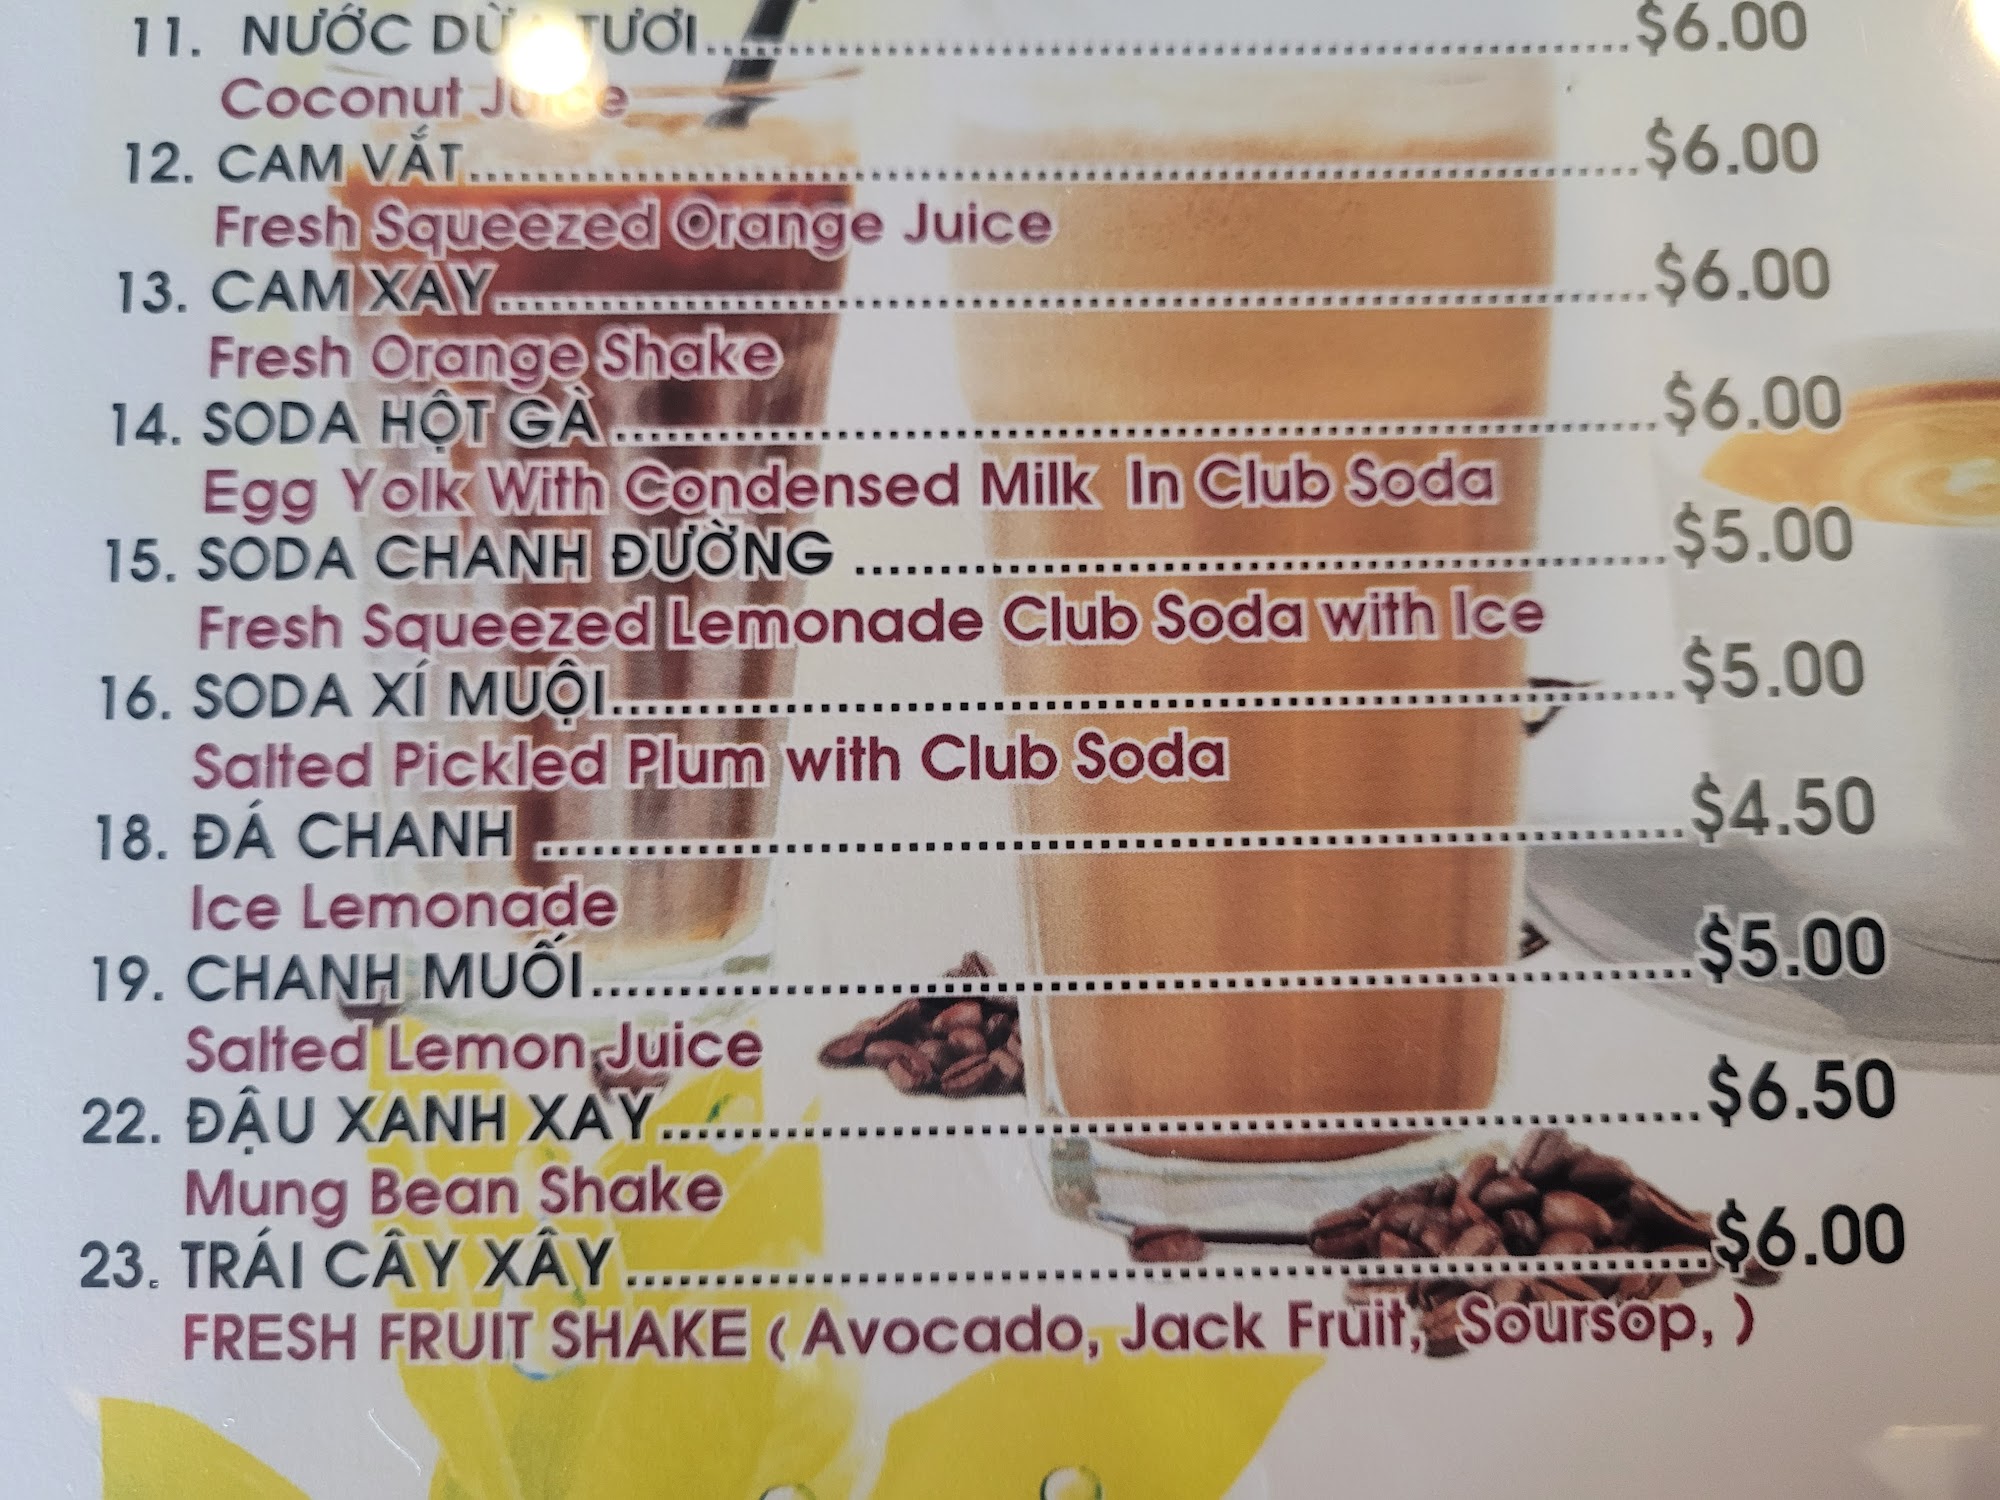 11. NƯỚC DỪA TƯƠI.......$6.00
Coconut Juice
12. CAM VẮT.......$6.00
Fresh Squeezed Orange Juice
13. CAM XAY.......$6.00
Fresh Orange Shake
14. SODA HỘT GÀ.......$6.00
Egg Yolk With Condensed Milk In Club Soda
15. SODA CHANH ĐƯỜNG.......$5.00
Fresh Squeezed Lemonade Club Soda with Ice
16. SODA XÍ MUỘI.......$5.00
Salted Pickled Plum with Club Soda
18. ĐÁ CHANH.......$4.50
Ice Lemonade
19. CHANH MUỐI.......$5.00
Salted Lemon Juice
22. ĐẬU XANH XAY.......$6.50
Mung Bean Shake
23. TRÁI CÂY XÂY.......$6.00
FRESH FRUIT SHAKE ( Avocado, Jack Fruit, Soursop, )